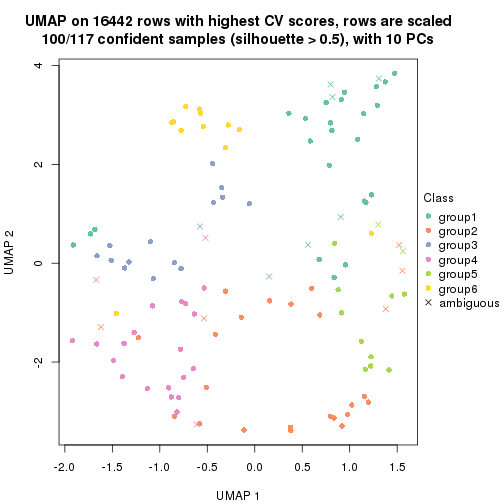 UMAP on 16442 rows with highest CV scores, rows are scaled
100/117 confident samples (silhouette > 0.5), with 10 PCs
4
2
0
-2
UMAP 2
-2.0 -1.5 -1.0 -0.5 0.0 0.5 1.0 1.5
UMAP 1
Class
group1
group2
group3
group4
group5
group6
ambiguous